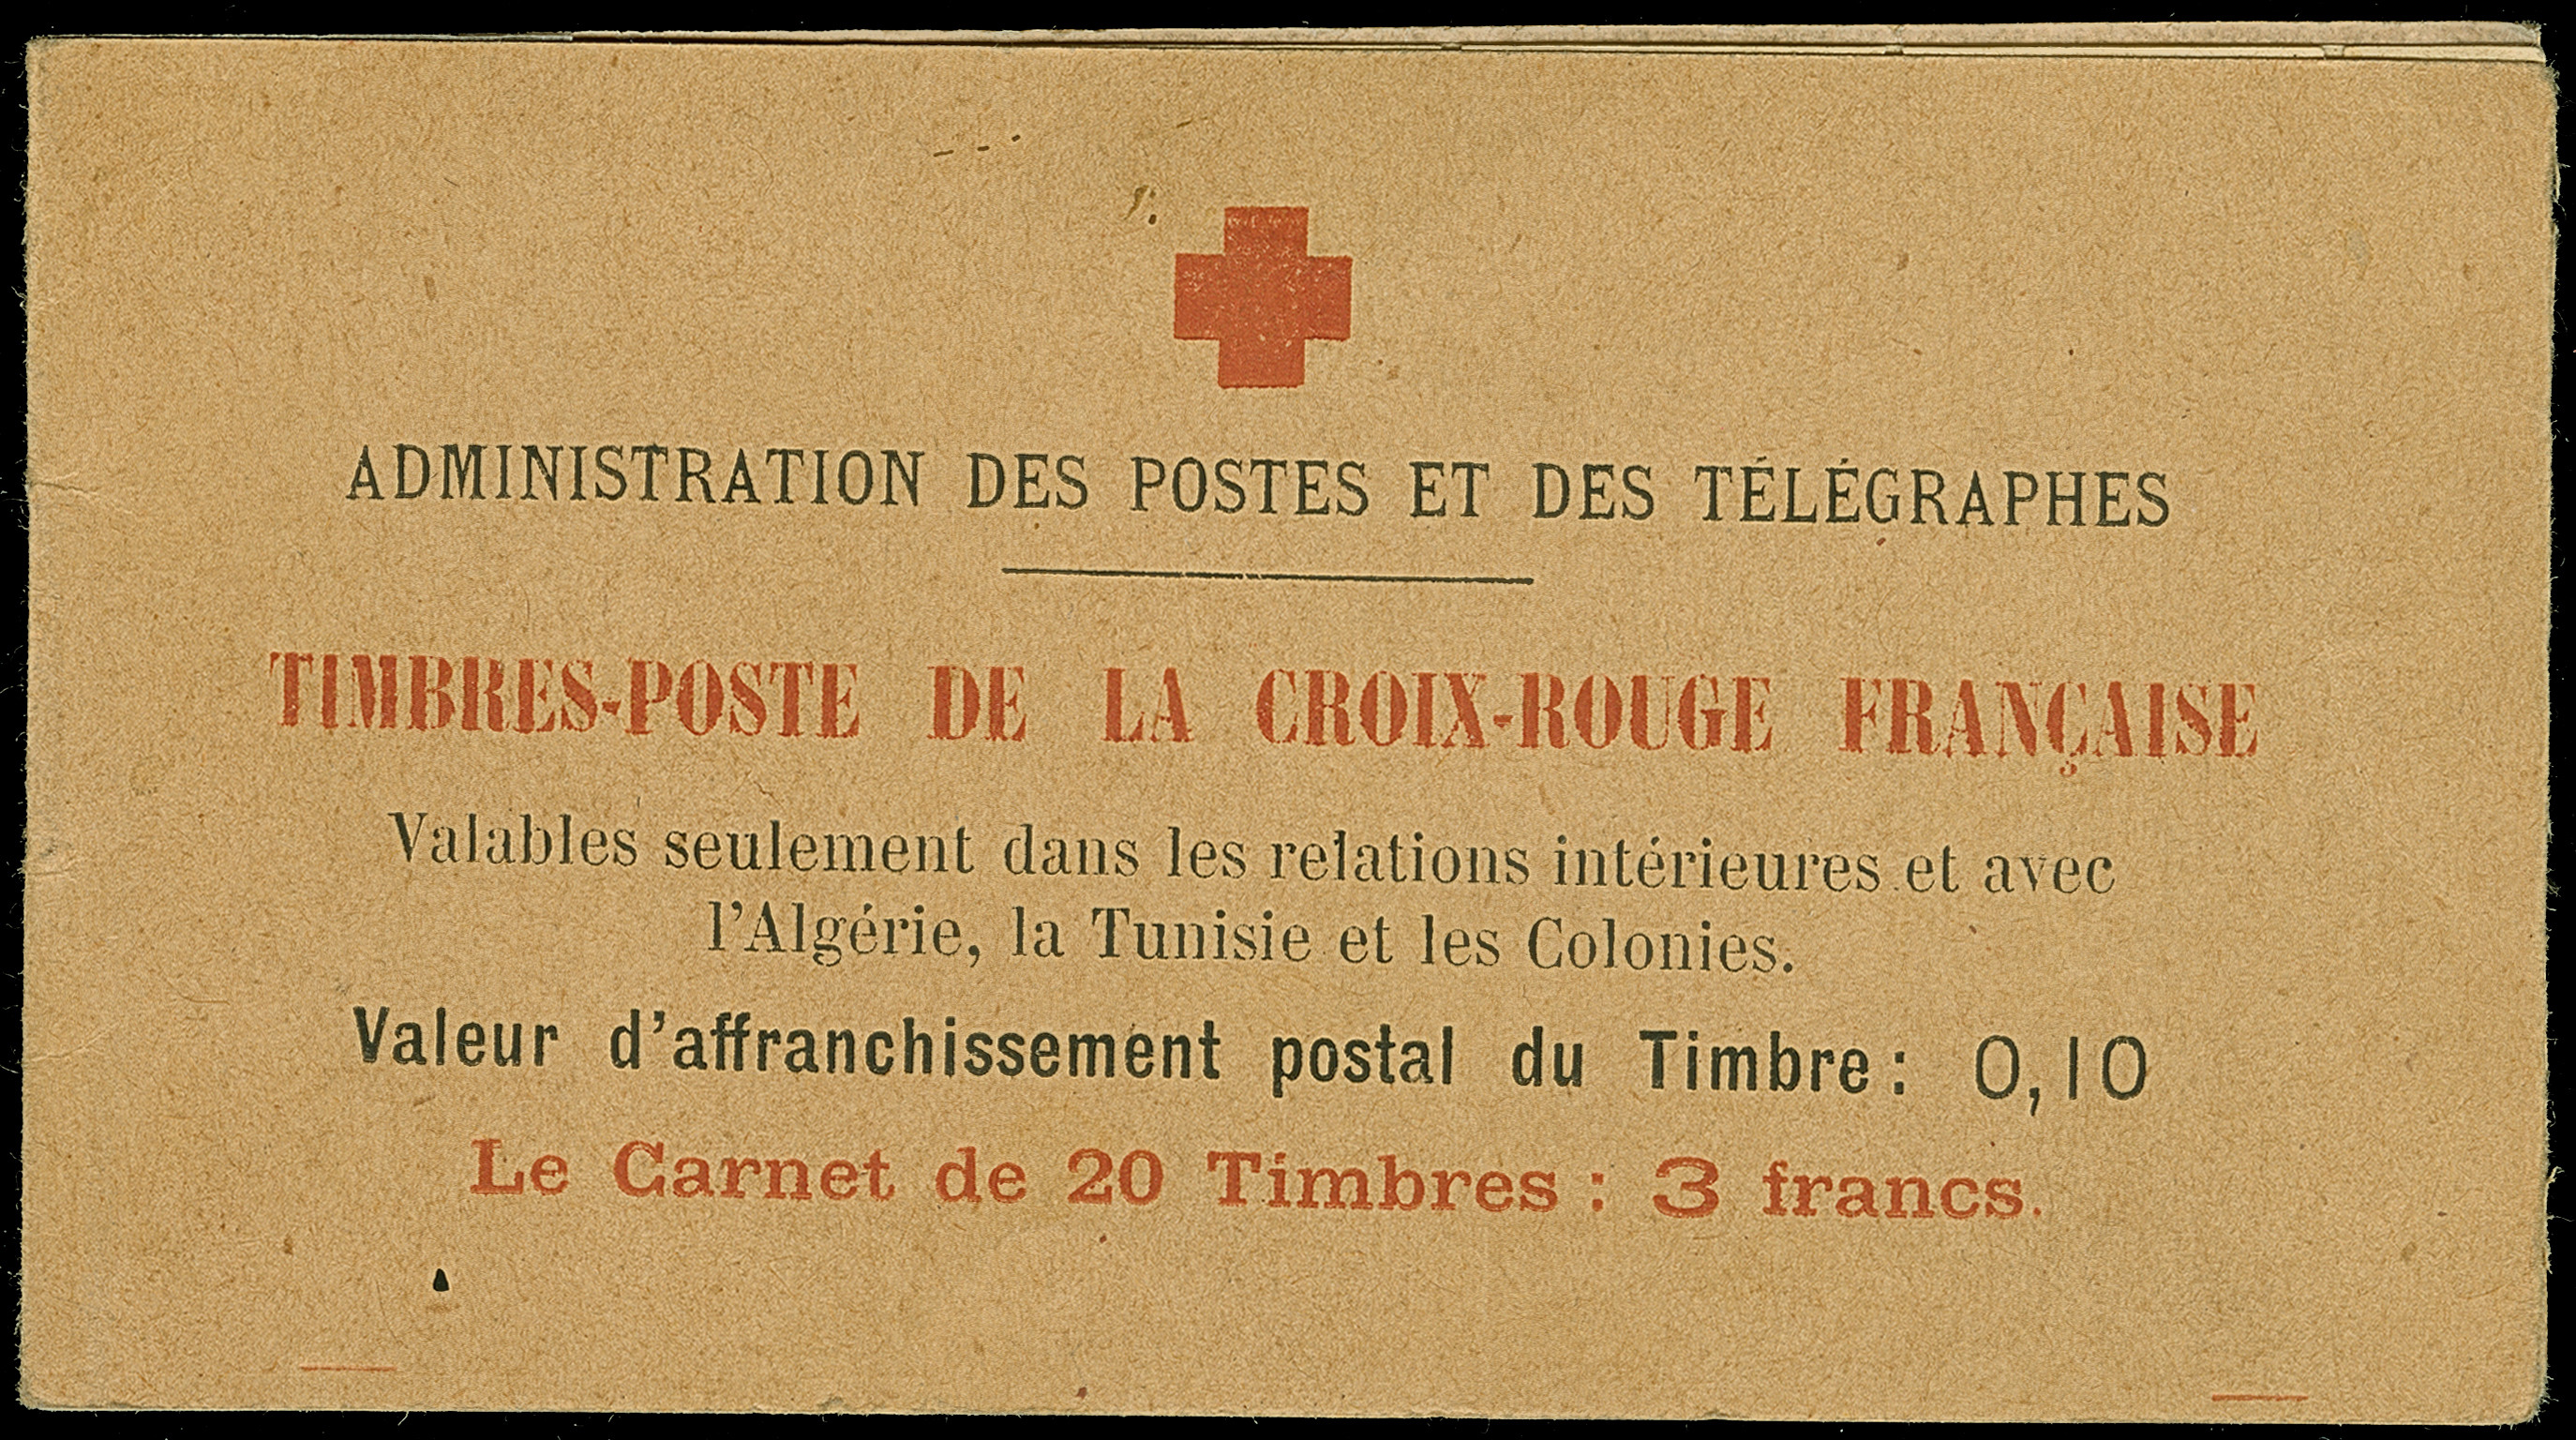 ADMINISTRATION DES POSTES ET DES TÉLÉGRAPHES
TIMBRES-POSTE DE LA CROIX-ROUGE FRANÇAISE
Valables seulement dans les relations intérieures et avec
l'Algérie, la Tunisie et les Colonies.
Valeur d'affranchissement postal du Timbre: 0,10
Le Carnet de 20 Timbres : 3 francs.